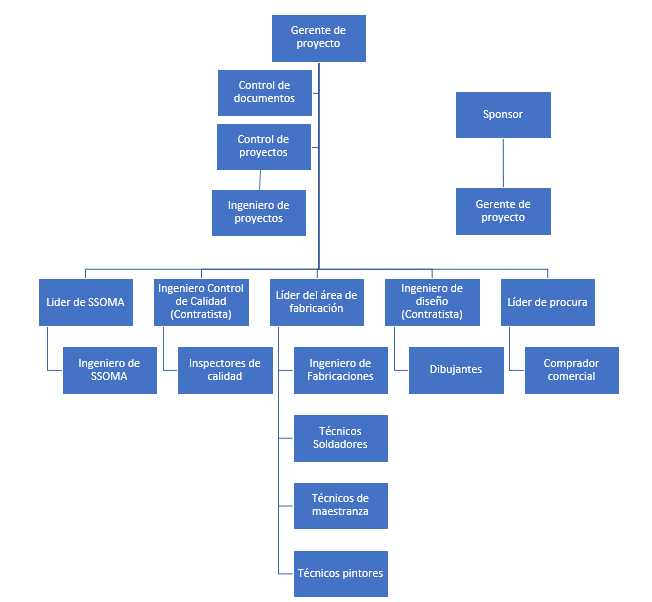 Gerente de
proyecto
Control de
documentos
Sponsor
Control de
proyectos
Ingeniero de
proyectos
Gerente de
proyecto
Lider de SSOMA
Ingeniero Control
de Calidad
(Contratista)
Líder del área de
fabricación
Ingeniero de
diseño
(Contratista)
Líder de procura
Ingeniero de
SSOMA
Inspectores de
calidad
Ingeniero de
Fabricaciones
Dibujantes
Comprador
comercial
Técnicos
Soldadores
Técnicos de
maestranza
Técnicos pintores